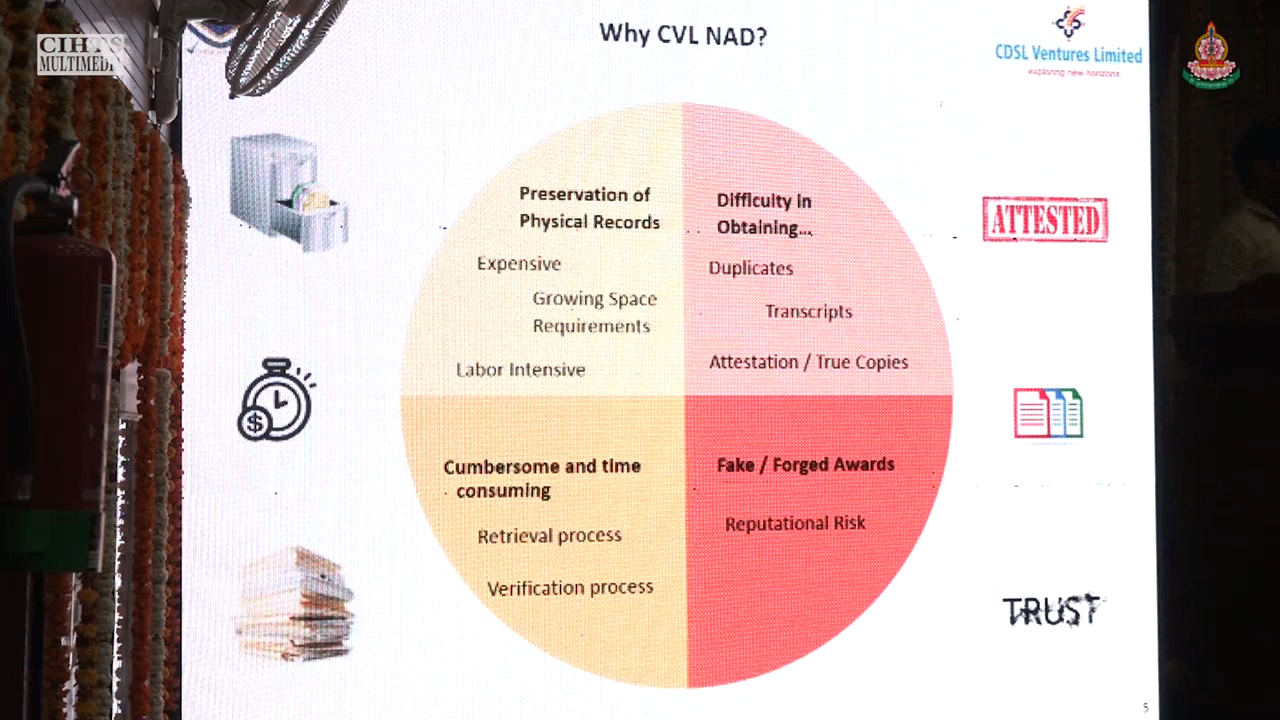 CIHTS
MULTIMEDI
Why CVL NAD?
CDSL Ventures Limited
exploring new horizons
Preservation of
Physical Records
Expensive
Growing Space
Requirements
Labor Intensive
Difficulty in
Obtaining...
Duplicates
Transcripts
Attestation / True Copies
ATTESTED
Cumbersome and time
consuming
Retrieval process
Verification process
Fake / Forged Awards
Reputational Risk
$
TRUST
5